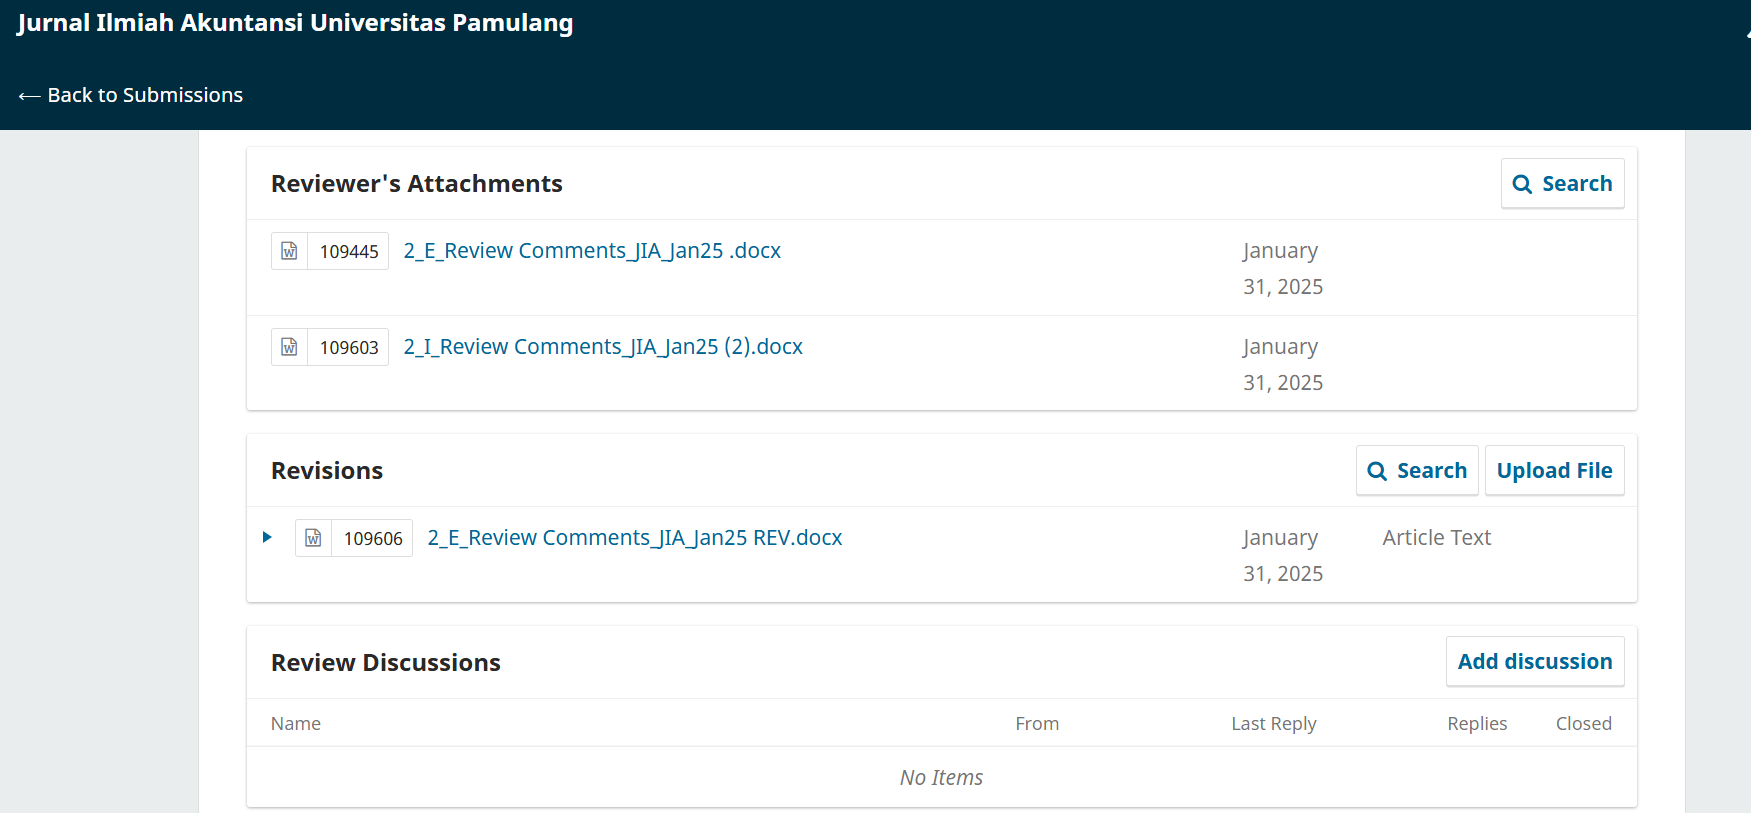 Jurnal Ilmiah Akuntansi Universitas Pamulang
← Back to Submissions
Reviewer's Attachments
Search
109445 2_E_Review Comments_JIA_Jan25 .docx January
31, 2025
109603 2_I_Review Comments_JIA_Jan25 (2).docx January
31, 2025
Revisions
Search Upload File
109606 2_E_Review Comments_JIA_Jan25 REV.docx January Article Text
31, 2025
Review Discussions
Add discussion
Name From Last Reply Replies Closed
No Items